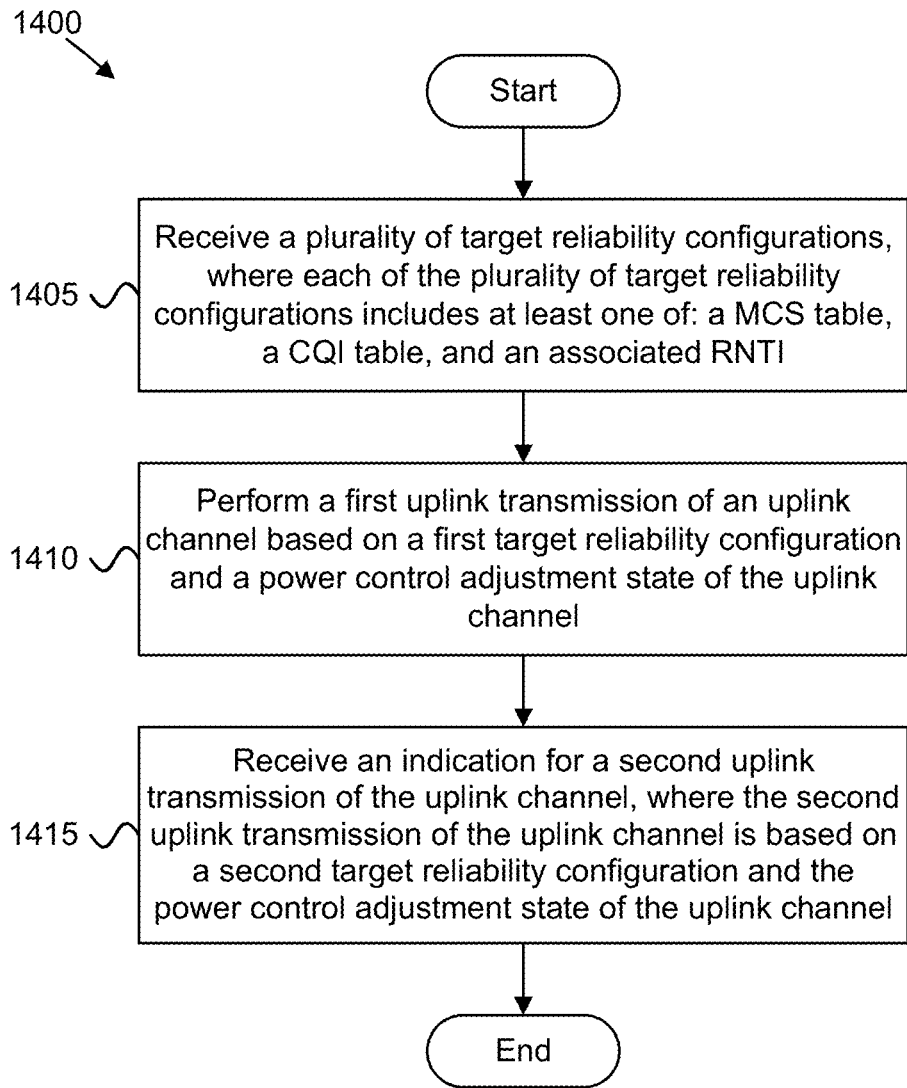 1400
Start
1405
Receive a plurality of target reliability configurations,
where each of the plurality of target reliability
configurations includes at least one of: a MCS table,
a CQI table, and an associated RNTI
1410
Perform a first uplink transmission of an uplink
channel based on a first target reliability configuration
and a power control adjustment state of the uplink
channel
1415
Receive an indication for a second uplink
transmission of the uplink channel, where the second
uplink transmission of the uplink channel is based on
a second target reliability configuration and the
power control adjustment state of the uplink channel
End